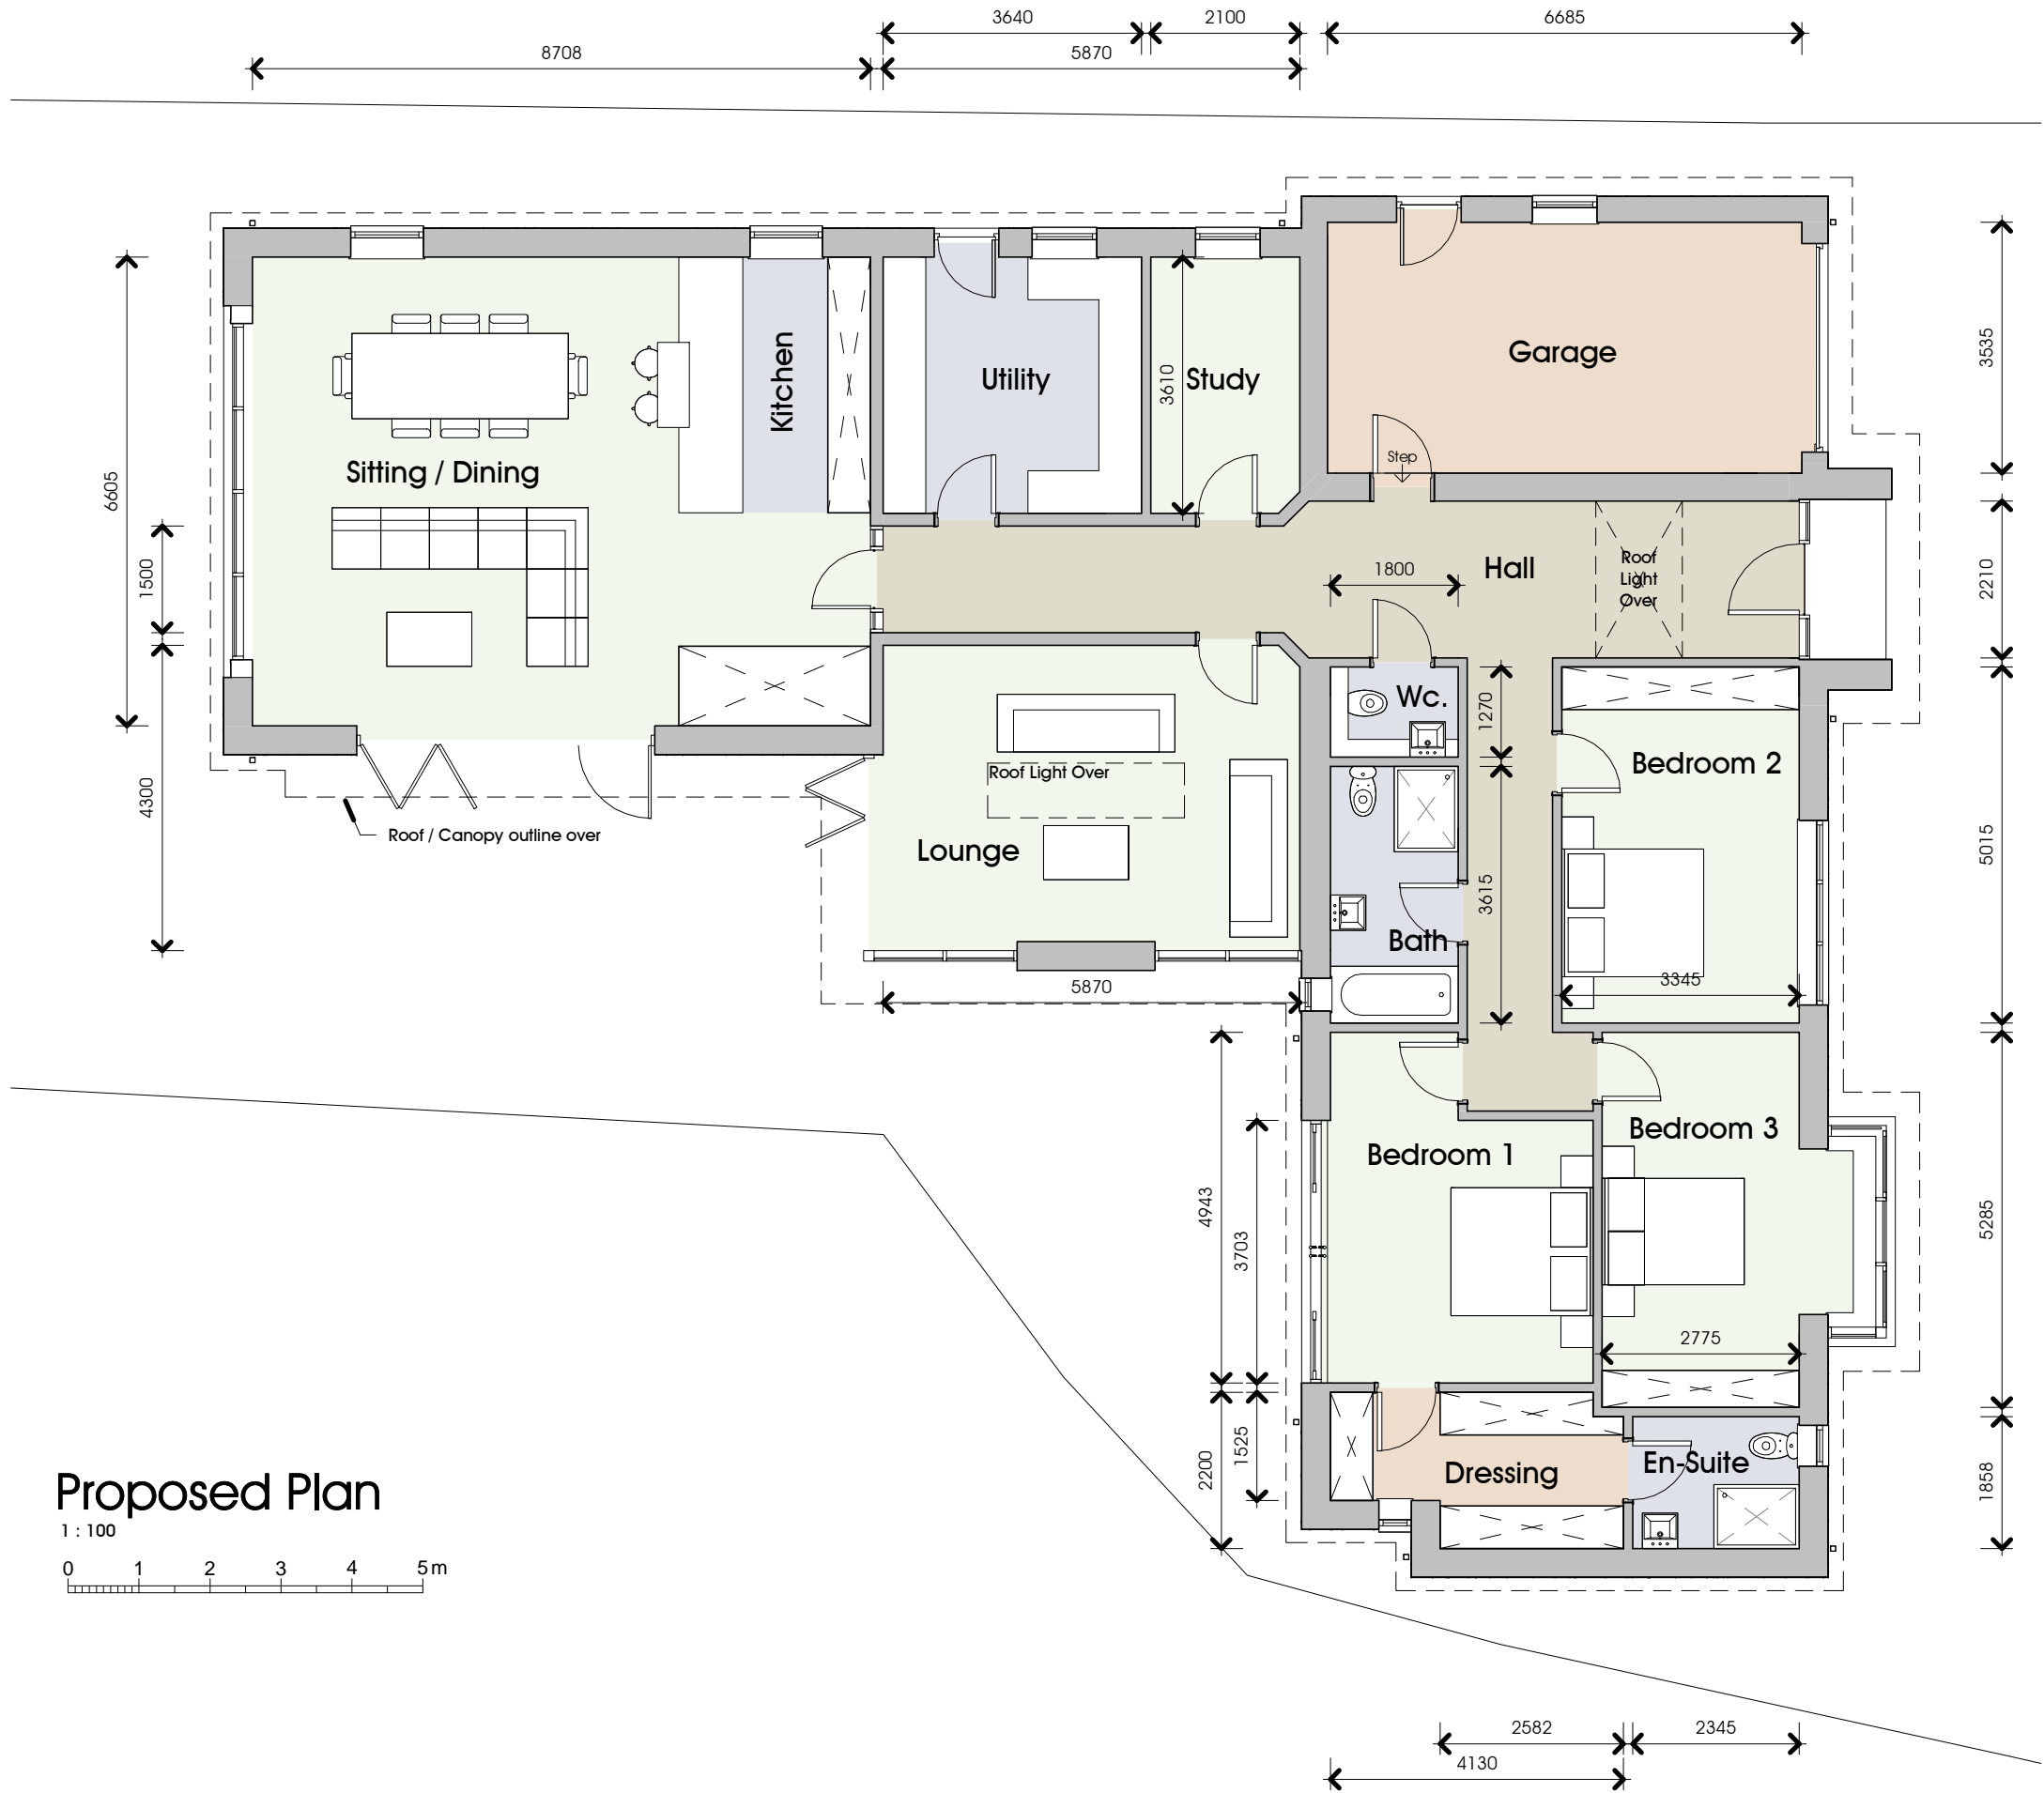 3640
2100
6685
8708
5870
Garage
3535
3610
Utility
Study
Kitchen
Sitting / Dining
Step
6605
1500
Hall
Roof
Light
Over
1800
2210
Wc.
1270
Bedroom 2
Roof Light Over
4300
Roof / Canopy outline over
Lounge
5015
3615
Bath
3345
5870
Bedroom 3
Bedroom 1
4943
3703
5285
2775
2200
1525
Dressing
En-Suite
1858
Proposed Plan
1 : 100
0 1 2 3 4 5 m
2582
2345
4130